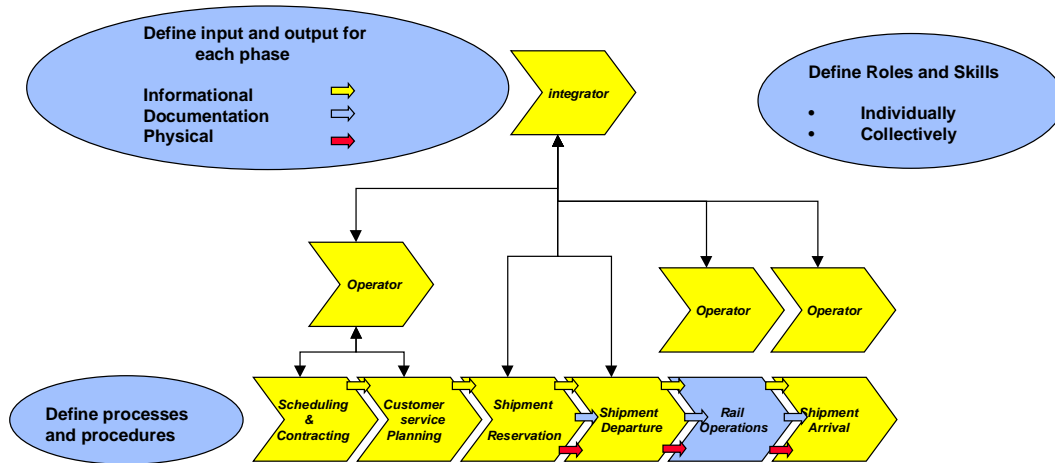 Define input and output for
each phase
Informational
Documentation
Physical
integrator
Define Roles and Skills
• Individually
• Collectively
Operator
Operator
Operator
Define processes
and procedures
Scheduling
&
Contracting
Customer
service
Planning
Shipment
Reservation
Shipment
Departure
Rail
Operations
Shipment
Arrival